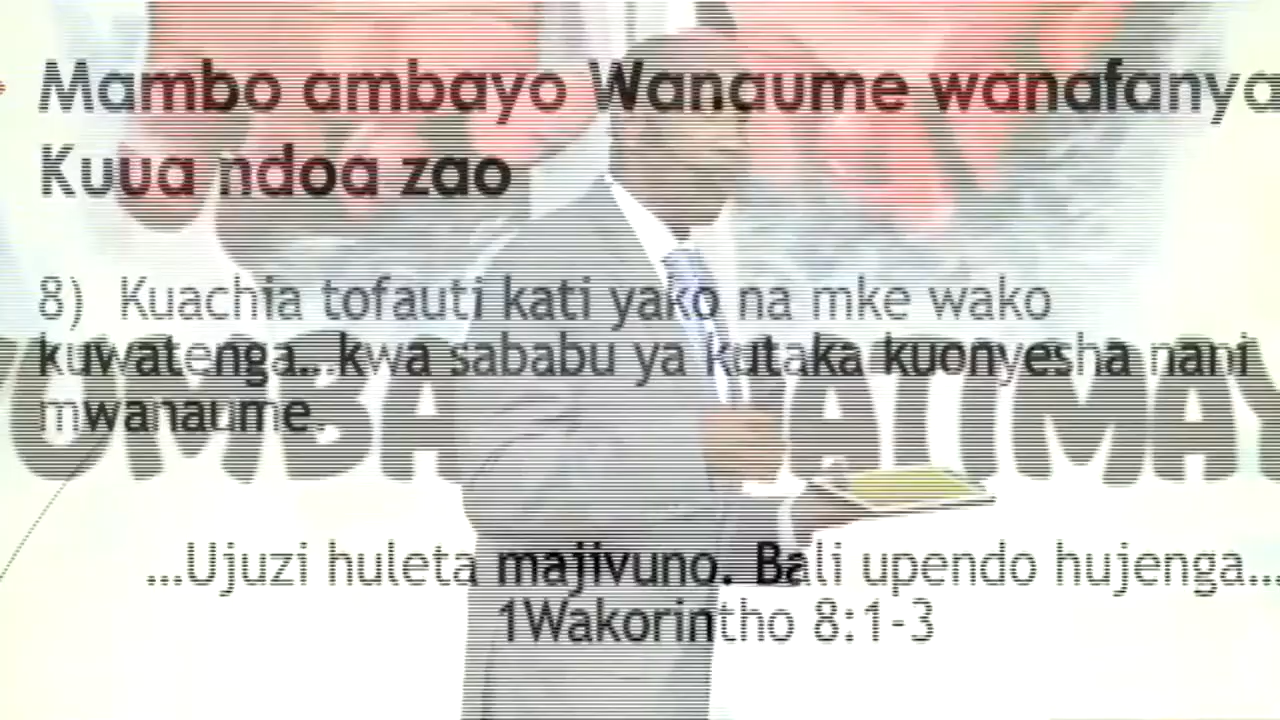 Mambo ambayo Wanaume wanafanya
Kuua ndoa zao
8) Kuachia tofauti kati yako na mke wako
kuwatenga...kwa sababu ya kutaka kuonyesha nani
mwanaume.
...Ujuzi huleta majivuno. Bali upendo hujenga...
1Wakorintho 8:1-3